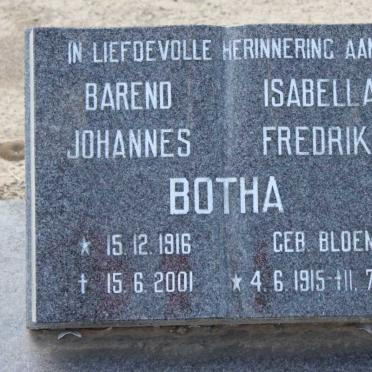 IN LIEFDEVOLLE HERINNERING AAN
BAREND ISABELLA
JOHANNES FREDRIK
BOTHA
* 15.12.1916 GEB. BLOEM
† 15.6.2001 * 4.6.1915-†11.7